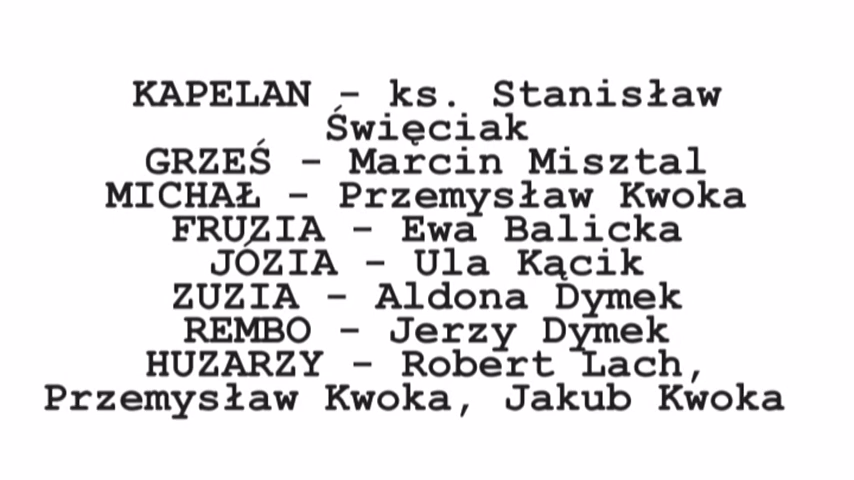 KAPELAN - ks. Stanisław
Święciak
GRZEŚ - Marcin Misztal
MICHAŁ - Przemysław Kwoka
FRUZIA - Ewa Balicka
JÓZIA - Ula Kącik
ZUZIA - Aldona Dymek
REMBO - Jerzy Dymek
HUZARZY - Robert Lach,
Przemysław Kwoka, Jakub Kwoka